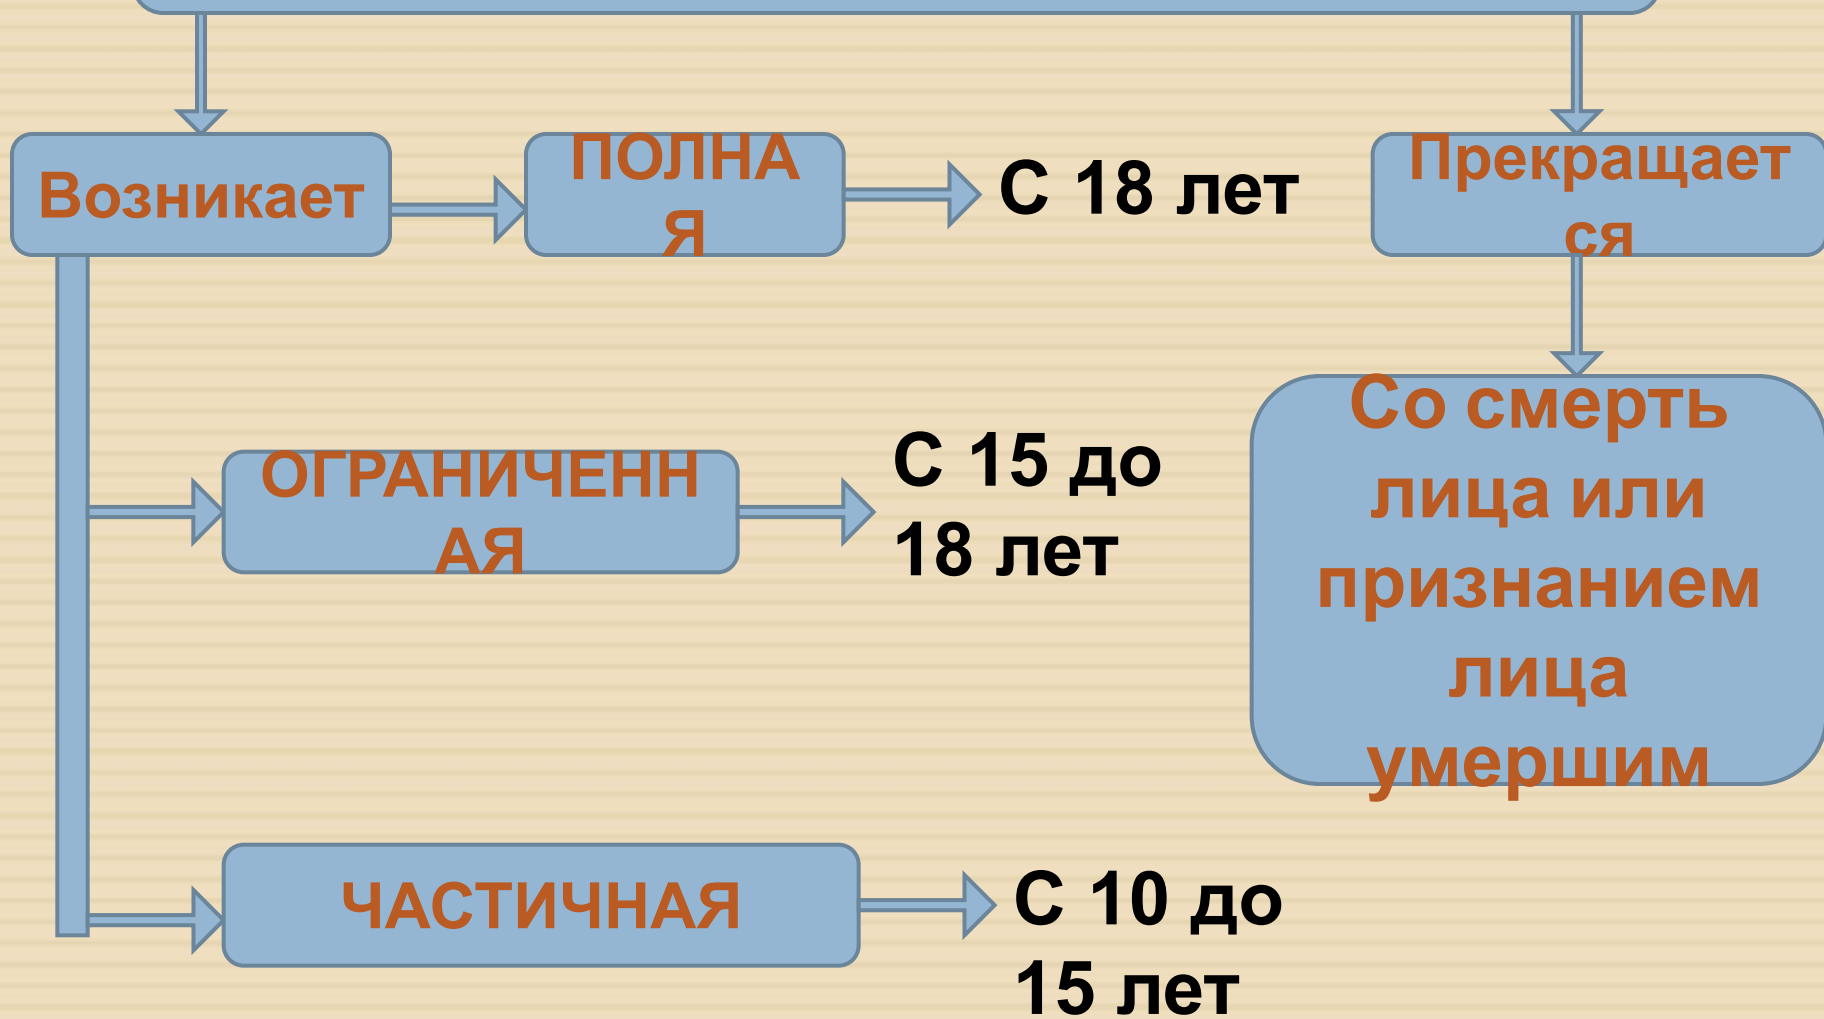 Возникает
ПОЛНА
Я
С 18 лет
Прекращает
ся
ОГРАНИЧЕНН
АЯ
С 15 до
18 лет
Со смерть
лица или
признанием
лица
умершим
ЧАСТИЧНАЯ
С 10 до
15 лет